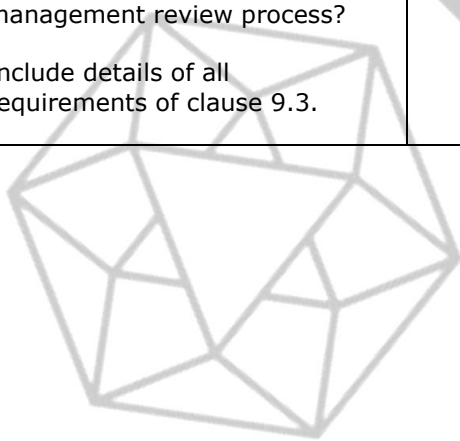 management review process?
nclude details of all
equirements of clause 9.3.